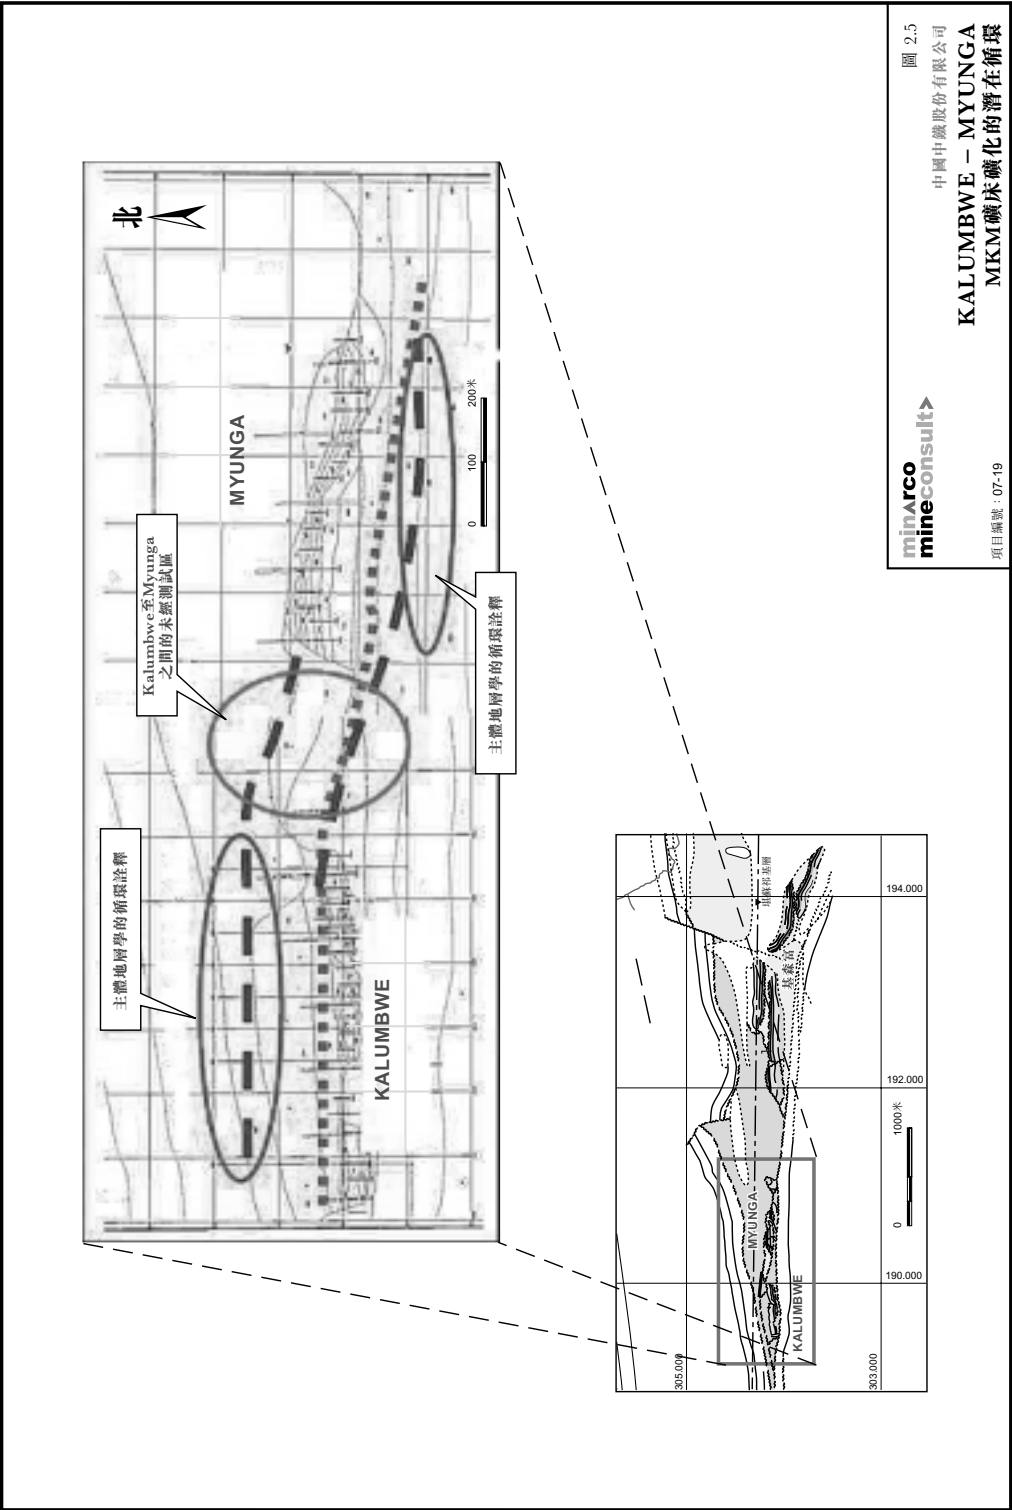 北
MYUNGA
KALUMBWE
Kalumbwe至Myunga
之間的未經測試區
主體地層學的循環詮釋
主體地層學的循環詮釋
0
100
200米
305.000
303.000
190.000
192.000
194.000
MYUNGA
KALUMBWE
0
1000米
minarco
mineconsult>
項目編號：07-19
圖 2.5
中國中鐵股份有限公司
KALUMBWE – MYUNGA
MKM礦床礦化的潛在循環